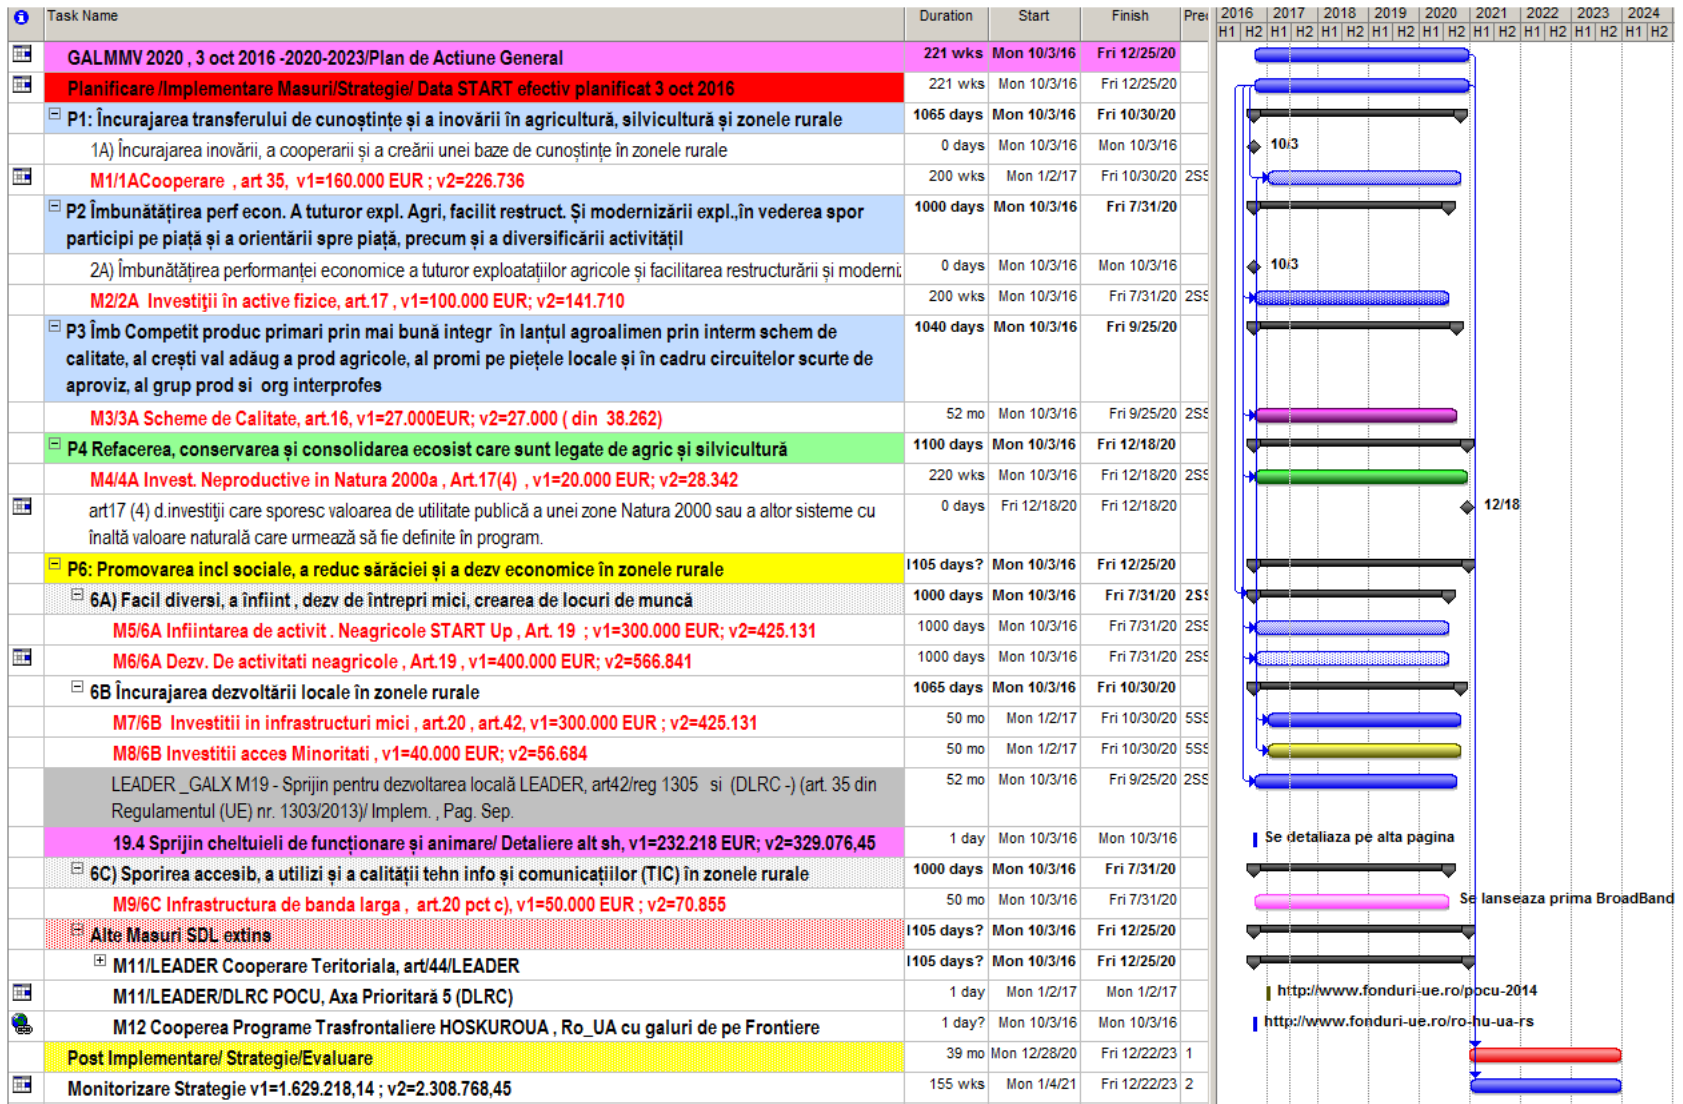 Task Name Duration Start Finish Pre 2016 2017 2018 2019 2020 2021 2022 2023 2024
H1 H2 H1 H2 H1 H2 H1 H2 H1 H2 H1 H2 H1 H2 H1 H2 H1 H2
GALMMV 2020 , 3 oct 2016 -2020-2023/Plan de Actiune General 221 wks Mon 10/3/16 Fri 12/25/20
Planificare /Implementare Masuri/Strategie/ Data START efectiv planificat 3 oct 2016 221 wks Mon 10/3/16 Fri 12/25/20
P1: Încurajarea transferului de cunoștințe și a inovării în agricultură, silvicultură și zonele rurale 1065 days Mon 10/3/16 Fri 10/30/20
1A) Încurajarea inovării, a cooperarii și a creării unei baze de cunoștințe în zonele rurale 0 days Mon 10/3/16 Mon 10/3/16 10/3
M1/1ACooperare , art 35, v1=160.000 EUR ; v2=226.736 200 wks Mon 1/2/17 Fri 10/30/20 2SS
P2 Îmbunătățirea perf econ. A tuturor expl. Agri, facilit restruct. Și modernizării expl.,în vederea spor 1000 days Mon 10/3/16 Fri 7/31/20
participi pe piață și a orientării spre piață, precum și a diversificării activitățiI
2A) Îmbunătățirea performanței economice a tuturor exploatațiilor agricole și facilitarea restructurării și moderni 0 days Mon 10/3/16 Mon 10/3/16 10/3
M2/2A Investiții în active fizice, art.17 , v1=100.000 EUR; v2=141.710 200 wks Mon 10/3/16 Fri 7/31/20 2SS
P3 Îmb Competit produc primari prin mai bună integr în lanțul agroalimen prin interm schem de 1040 days Mon 10/3/16 Fri 9/25/20
calitate, al crești val adăug a prod agricole, al promi pe piețele locale și în cadru circuitelor scurte de
aproviz, al grup prod si org interprofes
M3/3A Scheme de Calitate, art.16, v1=27.000EUR; v2=27.000 ( din 38.262) 52 mo Mon 10/3/16 Fri 9/25/20 2SS
P4 Refacerea, conservarea și consolidarea ecosist care sunt legate de agric și silvicultură 1100 days Mon 10/3/16 Fri 12/18/20
M4/4A Invest. Neproductive in Natura 2000a , Art.17(4) , v1=20.000 EUR; v2=28.342 220 wks Mon 10/3/16 Fri 12/18/20 2SS
art17 (4) d.investiții care sporesc valoarea de utilitate publică a unei zone Natura 2000 sau a altor sisteme cu 0 days Fri 12/18/20 Fri 12/18/20 12/18
înaltă valoare naturală care urmează să fie definite în program.
P6: Promovarea incl sociale, a reduc sărăciei și a dezv economice în zonele rurale 1105 days? Mon 10/3/16 Fri 12/25/20
6A) Facil diversi, a înfiint , dezv de întrepri mici, crearea de locuri de muncă 1000 days Mon 10/3/16 Fri 7/31/20 2SS
M5/6A Infiintarea de activit . Neagricole START Up , Art. 19 ; v1=300.000 EUR; v2=425.131 1000 days Mon 10/3/16 Fri 7/31/20 2SS
M6/6A Dezv. De activitati neagricole , Art.19 , v1=400.000 EUR; v2=566.841 1000 days Mon 10/3/16 Fri 7/31/20 2SS
6B Încurajarea dezvoltării locale în zonele rurale 1065 days Mon 10/3/16 Fri 10/30/20
M7/6B Investitii in infrastructuri mici , art.20 , art.42, v1=300.000 EUR ; v2=425.131 50 mo Mon 1/2/17 Fri 10/30/20 5SS
M8/6B Investitii acces Minoritati , v1=40.000 EUR; v2=56.684 50 mo Mon 1/2/17 Fri 10/30/20 5SS
LEADER _GALX M19 - Sprijin pentru dezvoltarea locală LEADER, art42/reg 1305 si (DLRC -) (art. 35 din 52 mo Mon 10/3/16 Fri 9/25/20 2SS
Regulamentul (UE) nr. 1303/2013)/ Implem. , Pag. Sep.
19.4 Sprijin cheltuieli de funcționare și animare/ Detaliere alt sh, v1=232.218 EUR; v2=329.076,45 1 day Mon 10/3/16 Mon 10/3/16 Se detaliaza pe alta pagina
6C) Sporirea accesib, a utilizi și a calității tehn info și comunicațiilor (TIC) în zonele rurale 1000 days Mon 10/3/16 Fri 7/31/20
M9/6C Infrastructura de banda larga , art.20 pct c), v1=50.000 EUR ; v2=70.855 50 mo Mon 10/3/16 Fri 7/31/20 Se lanseaza prima BroadBand
Alte Masuri SDL extins 1105 days? Mon 10/3/16 Fri 12/25/20
M11/LEADER Cooperare Teritoriala, art/44/LEADER 1105 days? Mon 10/3/16 Fri 12/25/20
M11/LEADER/DLRC POCU, Axa Prioritară 5 (DLRC) 1 day Mon 1/2/17 Mon 1/2/17 http://www.fonduri-ue.ro/pocu-2014
M12 Cooperea Programe Trasfrontaliere HOSKUROUA , Ro_UA cu galuri de pe Frontiere 1 day? Mon 10/3/16 Mon 10/3/16 http://www.fonduri-ue.ro/ro-hu-ua-rs
Post Implementare/ Strategie/Evaluare 39 mo Mon 12/28/20 Fri 12/22/23 1
Monitorizare Strategie v1=1.629.218,14 ; v2=2.308.768,45 155 wks Mon 1/4/21 Fri 12/22/23 2